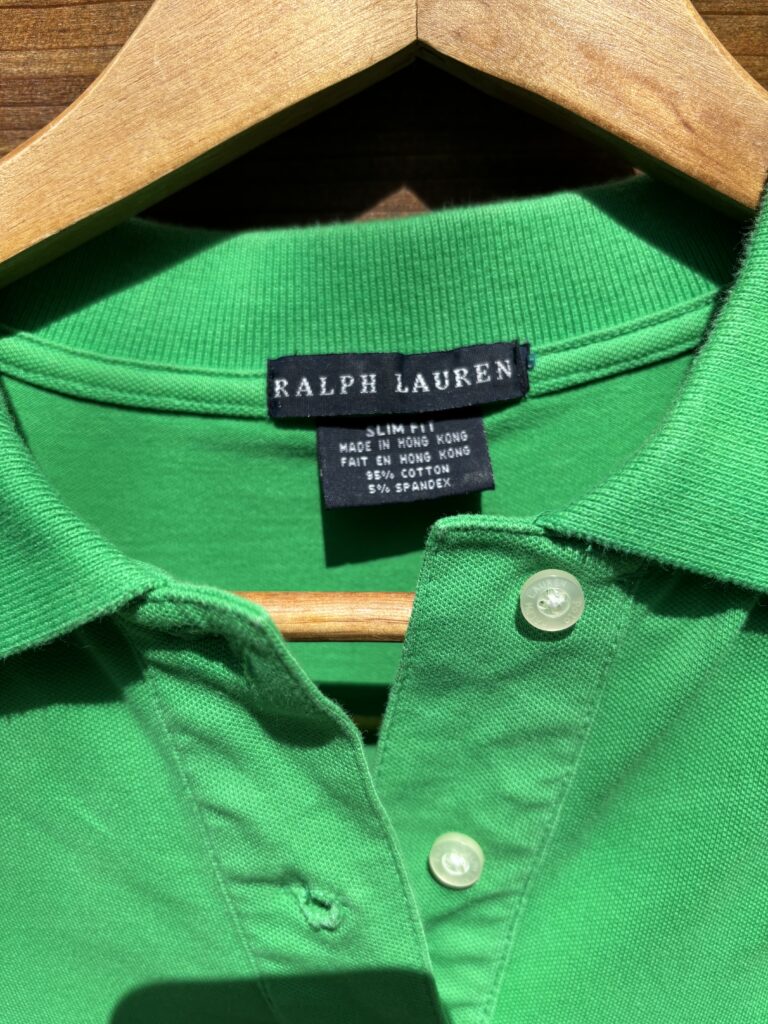 RALPH LAUREN
SLIM FIT
MADE IN HONG KONG
FAIT EN HONG KONG
95% COTTON
5% SPANDEX